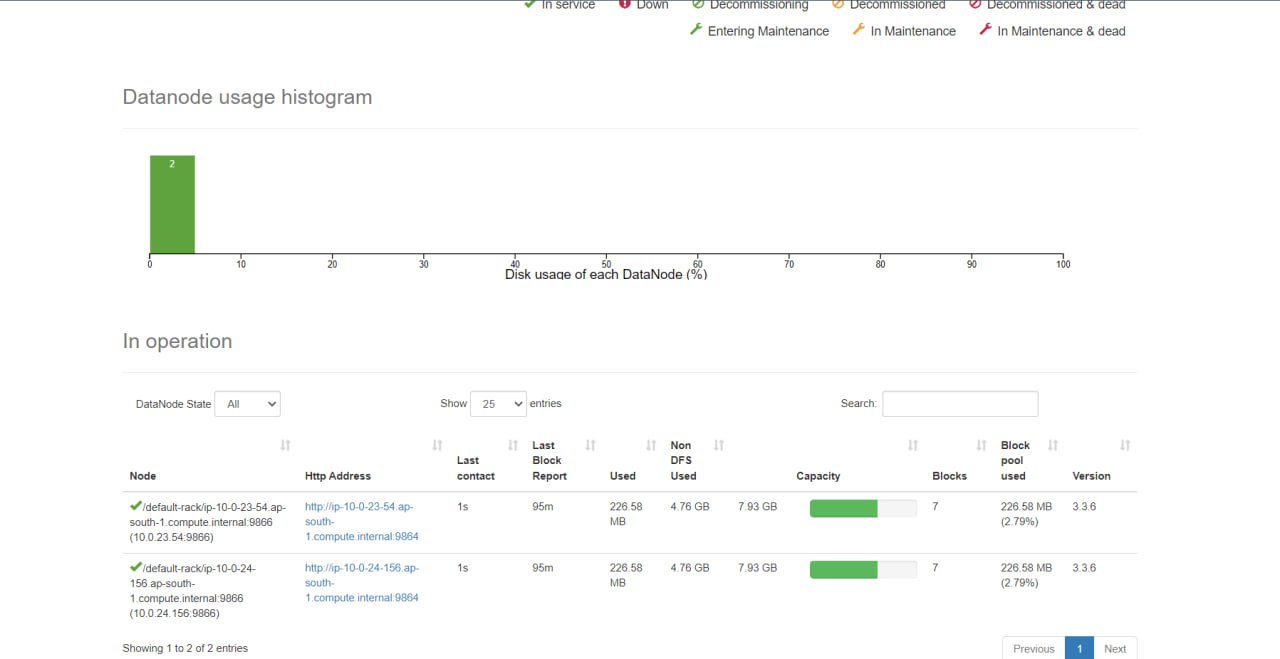 In service Down Decommissioning Decommissioned Decommissioned & dead
Entering Maintenance In Maintenance In Maintenance & dead
Datanode usage histogram
2
0 10 20 30 40 50 60 70 80 90 100
Disk usage of each DataNode (%)
In operation
DataNode State All Show 25 entries Search:
Node Http Address Last contact Last Block Report Used Non DFS Used Capacity Blocks Block pool used Version
/default-rack/ip-10-0-23-54.ap- http://ip-10-0-23-54.ap- 1s 95m 226.58 4.76 GB 7.93 GB 7 226.58 MB 3.3.6
south-1.compute.internal:9866 south- MB (2.79%)
(10.0.23.54:9866) 1.compute.internal:9864
/default-rack/ip-10-0-24- http://ip-10-0-24-156.ap- 1s 95m 226.58 4.76 GB 7.93 GB 7 226.58 MB 3.3.6
156.ap-south- south- MB (2.79%)
1.compute.internal:9866 1.compute.internal:9864
(10.0.24.156:9866)
Showing 1 to 2 of 2 entries Previous 1 Next